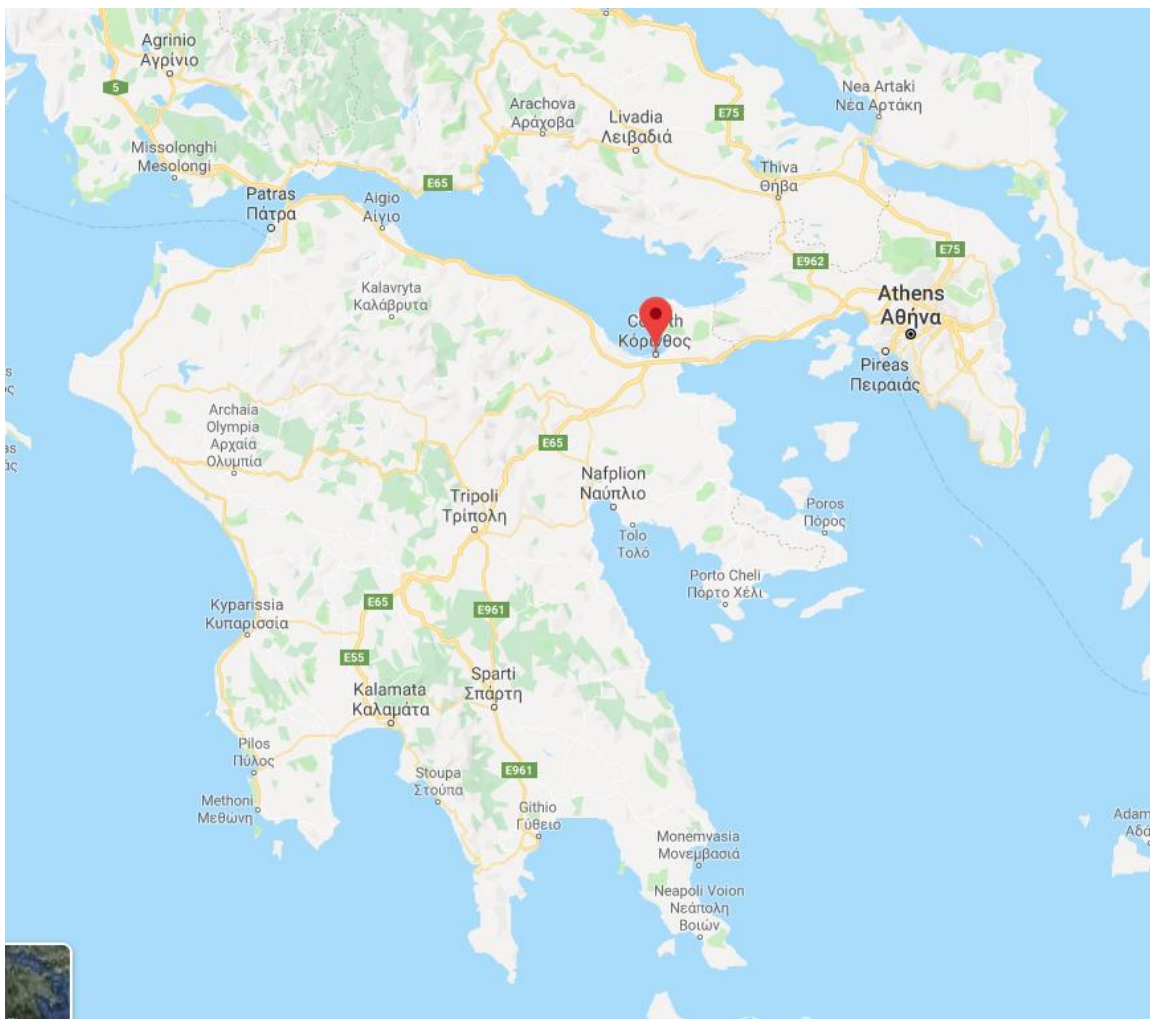 Agrinio
Αγρίνιο
5
Nea Artaki
Νέα Αρτάκη
Arachova
Αράχοβα
Livadia
Λειβαδιά
E75
Missolonghi
Mesolongi
Thiva
Θήβα
E65
Patras
Πάτρα
Aigio
Αίγιο
E75
E962
Kalavryta
Καλάβρυτα
Athens
Αθήνα
Pireas
Πειραιάς
Archaia
Olympia
Αρχαία
Ολυμπία
E65
Nafplion
Ναύπλιο
Tripoli
Τρίπολη
Poros
Πόρος
Tolo
Τολό
Porto Cheli
Πόρτο Χέλι
Kyparissia
Κυπαρισσία
E65
E961
E55
Sparti
Σπάρτη
Kalamata
Καλαμάτα
Pilos
Πύλος
Stoupa
Στούπα
E961
Methoni
Μεθώνη
Githio
Γύθειο
Monemvasia
Μονεμβασιά
Adam
Αδά
Neapoli Voion
Νεάπολη
Βοιών